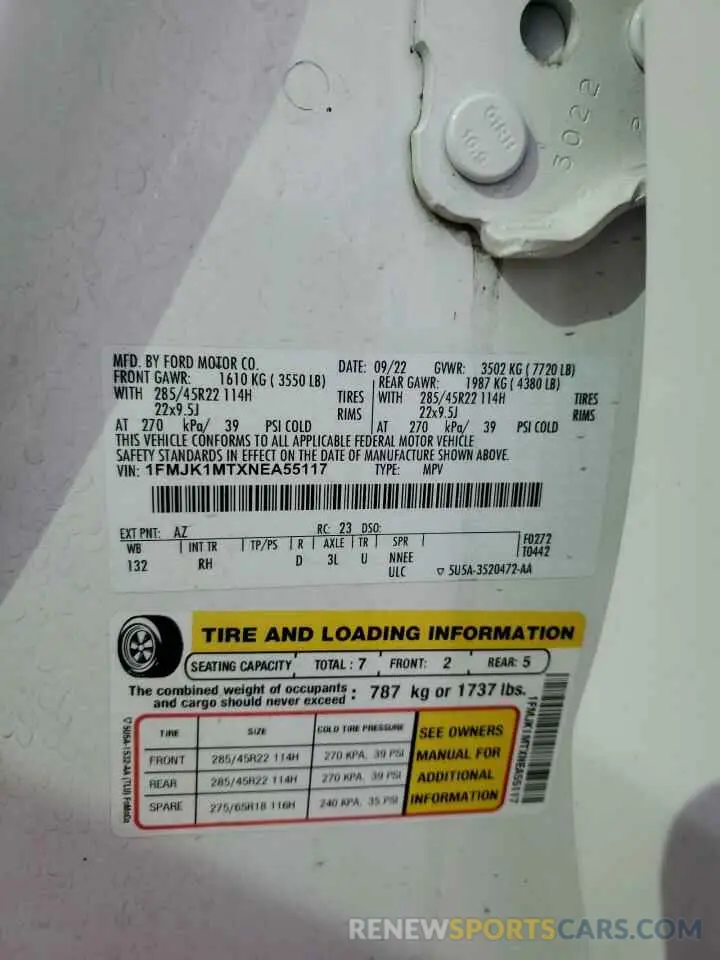 3022
MFD. BY FORD MOTOR CO. DATE: 09/22 GVWR: 3502 KG ( 7720 LB)
FRONT GAWR: 1610 KG ( 3550 LB) REAR GAWR: 1987 KG ( 4380 LB)
WITH 285/45R22 114H TIRES WITH 285/45R22 114H TIRES
22x9.5J RIMS 22x9.5J RIMS
AT 270 kPa/ 39 PSI COLD AT 270 kPa/ 39 PSI COLD
THIS VEHICLE CONFORMS TO ALL APPLICABLE FEDERAL MOTOR VEHICLE
SAFETY STANDARDS IN EFFECT ON THE DATE OF MANUFACTURE SHOWN ABOVE.
VIN: 1FMJK1MTXNEA55117 TYPE: MPV
EXT PNT: AZ RC: 23 DSO:
WB INT TR TP/PS R AXLE TR SPR F0272
132 RH D 3L U NNEE T0442
ULC 5U5A-3520472-AA
TIRE AND LOADING INFORMATION
SEATING CAPACITY TOTAL : 7 FRONT: 2 REAR: 5
The combined weight of occupants and cargo should never exceed : 787 kg or 1737 lbs.
TIRE SIZE COLD TIRE PRESSURE
FRONT 285/45R22 114H 270 KPA, 39 PSI
REAR 285/45R22 114H 270 KPA, 39 PSI
SPARE 275/65R18 116H 240 KPA, 35 PSI
SEE OWNERS
MANUAL FOR
ADDITIONAL
INFORMATION
1FMJK1MTXNEA55117
RENEWSPORTSCARS.COM